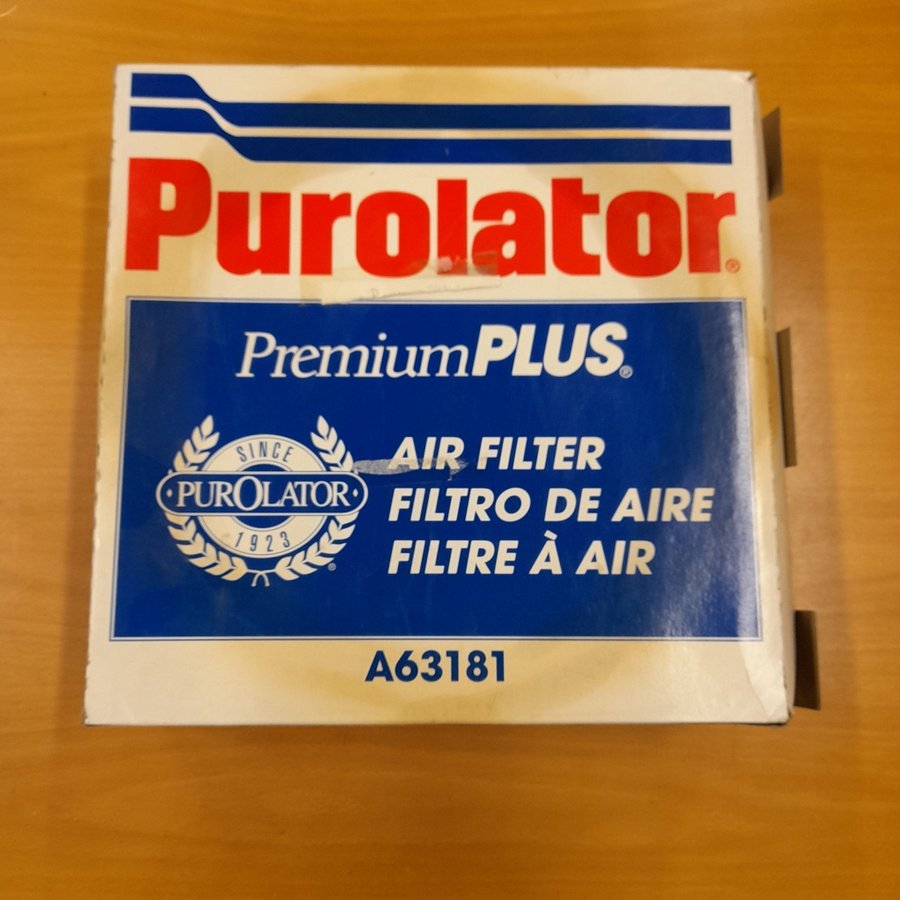 Purolator®
PremiumPLUS®
SINCE
PUROLATOR
1923
®
AIR FILTER
FILTRO DE AIRE
FILTRE À AIR
A63181